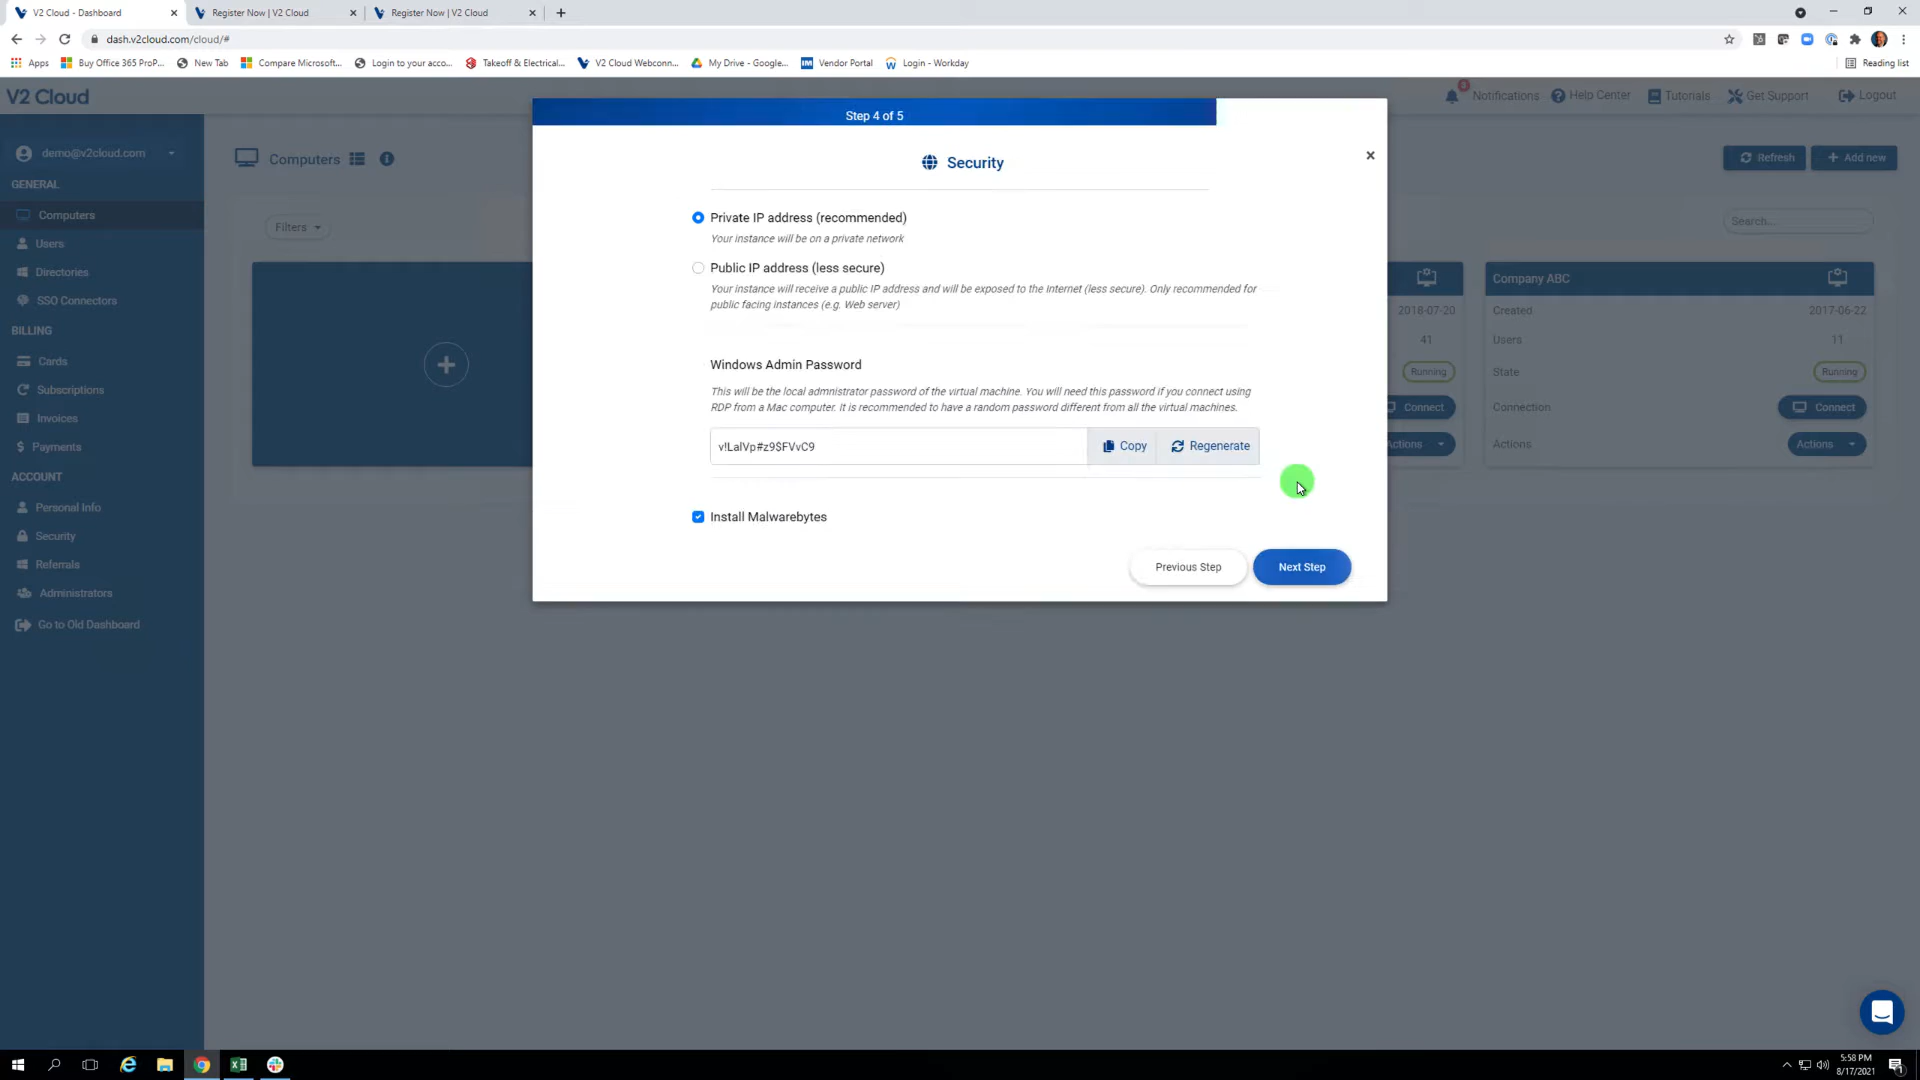 V2 Cloud - Dashboard
Register Now | V2 Cloud
Register Now | V2 Cloud
dash.v2cloud.com/cloud/#
Apps
Buy Office 365 ProP...
New Tab
Compare Microsoft...
Login to your acco...
Takeoff & Electrical...
V2 Cloud Webconn...
My Drive - Google...
Vendor Portal
Login - Workday
Reading list
V2 Cloud
Notifications
Help Center
Tutorials
Get Support
Logout
demo@v2cloud.com
GENERAL
Computers
Users
Directories
SSO Connectors
BILLING
Cards
Subscriptions
Invoices
Payments
ACCOUNT
Personal Info
Security
Referrals
Administrators
Go to Old Dashboard
Computers
Refresh
Add new
Filters
Search...
Step 4 of 5
Security
Private IP address (recommended)
Your instance will be on a private network
Public IP address (less secure)
Your instance will receive a public IP address and will be exposed to the Internet (less secure). Only recommended for
public facing instances (e.g. Web server)
Windows Admin Password
This will be the local admnistrator password of the virtual machine. You will need this password if you connect using
RDP from a Mac computer. It is recommended to have a random password different from all the virtual machines.
v!LaIVp#z9$FVvC9
Copy
Regenerate
Install Malwarebytes
Previous Step
Next Step
2018-07-20
41
Running
Connect
Actions
Company ABC
Created
2017-06-22
Users
11
State
Running
Connection
Connect
Actions
Actions
5:58 PM
8/17/2021